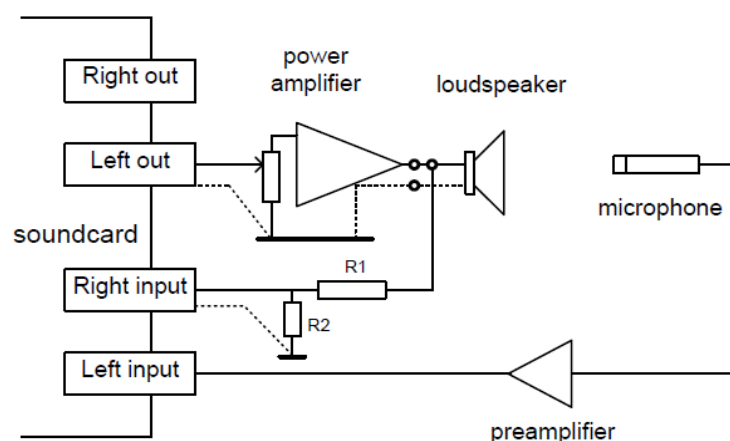 Right out
power
amplifier
loudspeaker
Left out
microphone
soundcard
Right input
R1
R2
Left input
preamplifier